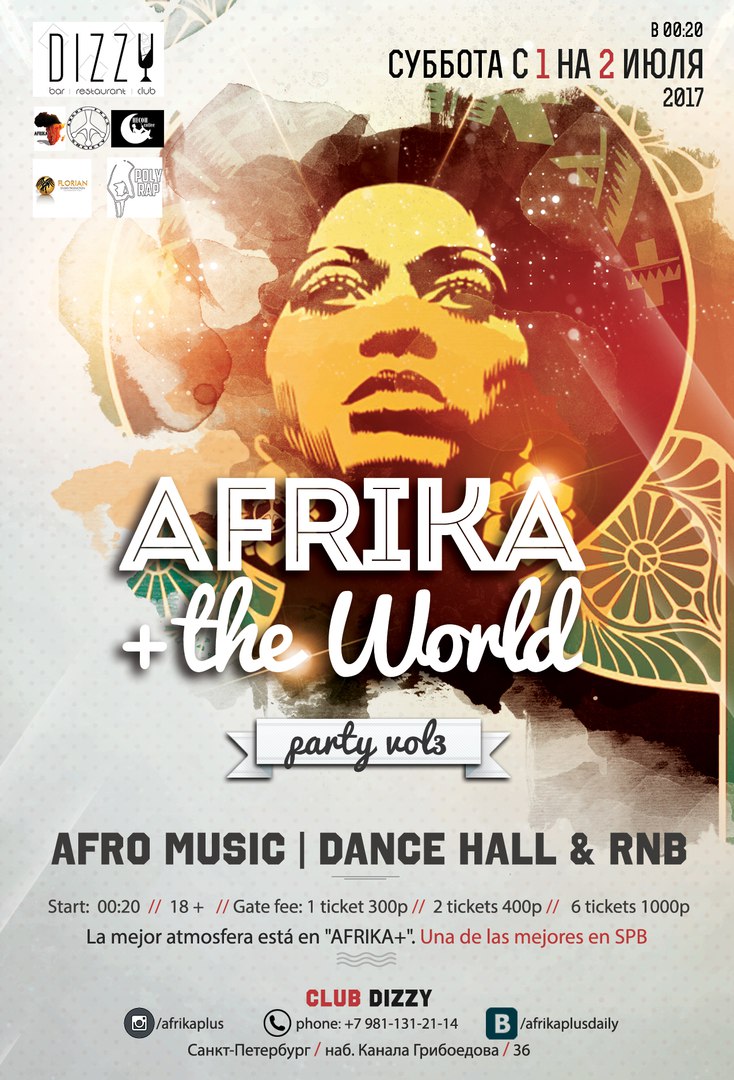 DIZZY
bar | restaurant | club
AFRIKA
FLORIAN
POLY
RAP
В 00:20
СУББОТА С 1 НА 2 ИЮЛЯ
2017
AFRIKA
+ the World
party vol3
AFRO MUSIC | DANCE HALL & RNB
Start: 00:20 // 18 + // Gate fee: 1 ticket 300p // 2 tickets 400p // 6 tickets 1000p
La mejor atmosfera está en "AFRIKA+". Una de las mejores en SPB
CLUB DIZZY
/afrikaplus
phone: +7 981-131-21-14
B /afrikaplusdaily
Санкт-Петербург / наб. Канала Грибоедова / 36